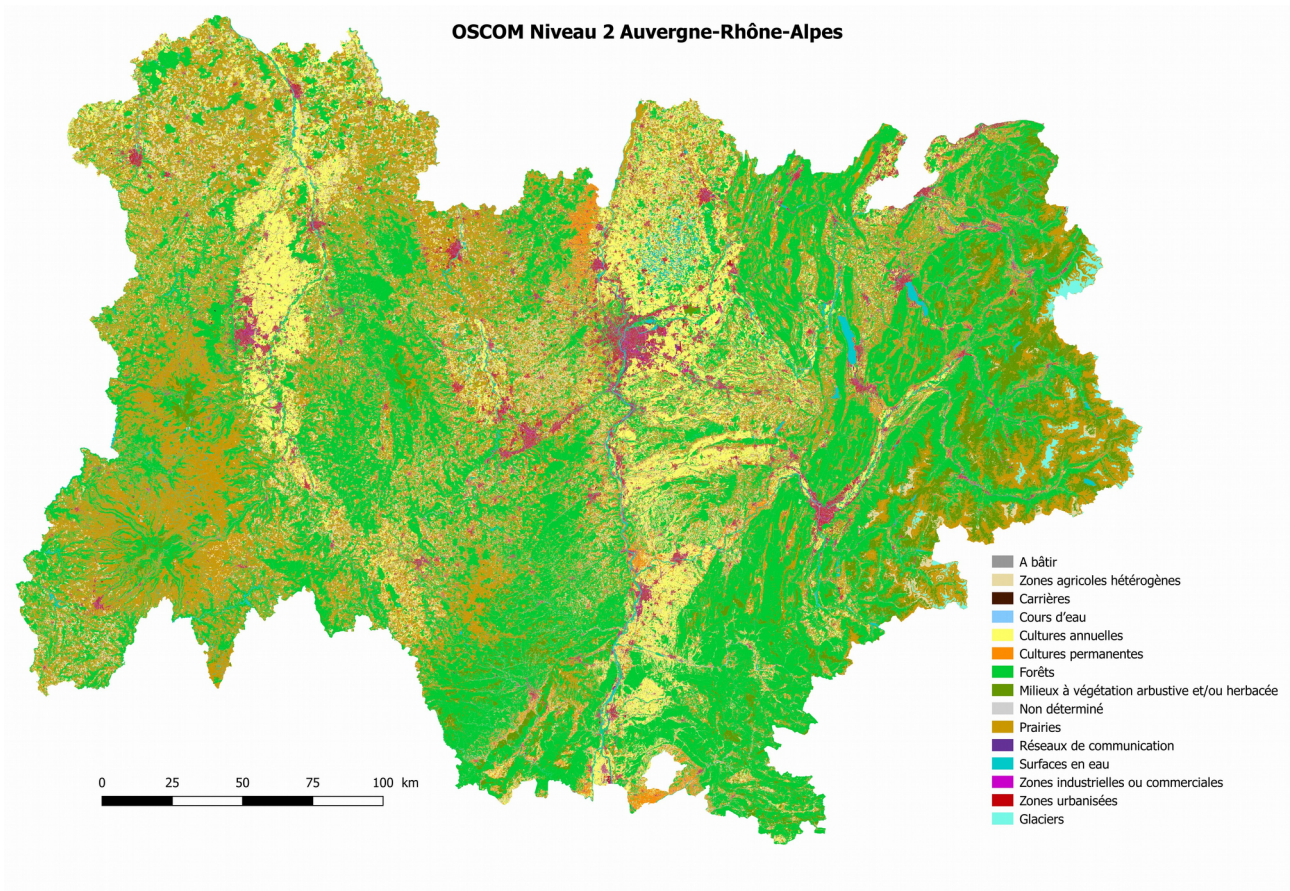 OSCOM Niveau 2 Auvergne-Rhône-Alpes
A bâtir
Zones agricoles hétérogènes
Carrières
Cours d'eau
Cultures annuelles
Cultures permanentes
Forêts
Milieux à végétation arbustive et/ou herbacée
Non déterminé
Prairies
Réseaux de communication
Surfaces en eau
Zones industrielles ou commerciales
Zones urbanisées
Glaciers
0 25 50 75 100 km